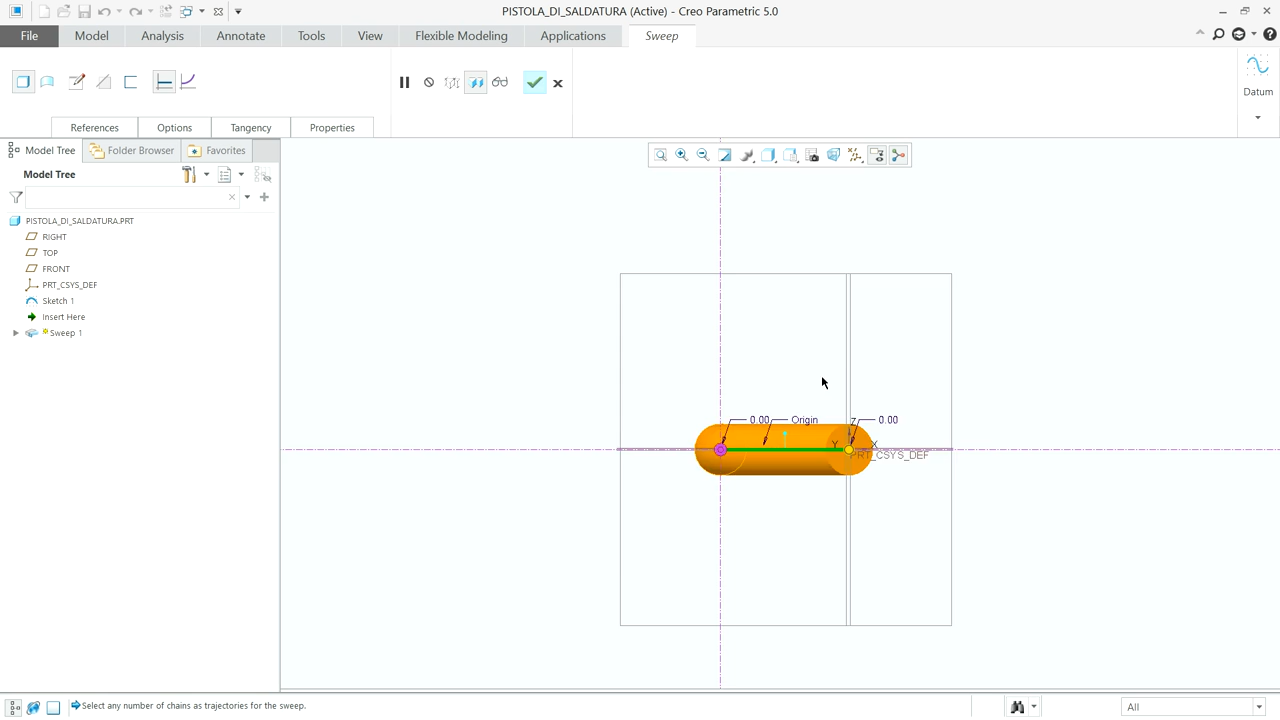 PISTOLA_DI_SALDATURA (Active) - Creo Parametric 5.0
File Model Analysis Annotate Tools View Flexible Modeling Applications Sweep
Datum
References Options Tangency Properties
Model Tree Folder Browser Favorites
Model Tree
PISTOLA_DI_SALDATURA.PRT
RIGHT
TOP
FRONT
PRT_CSYS_DEF
Sketch 1
Insert Here
Sweep 1
0.00 Origin Z 0.00
Y X
PRT_CSYS_DEF
Select any number of chains as trajectories for the sweep.
All